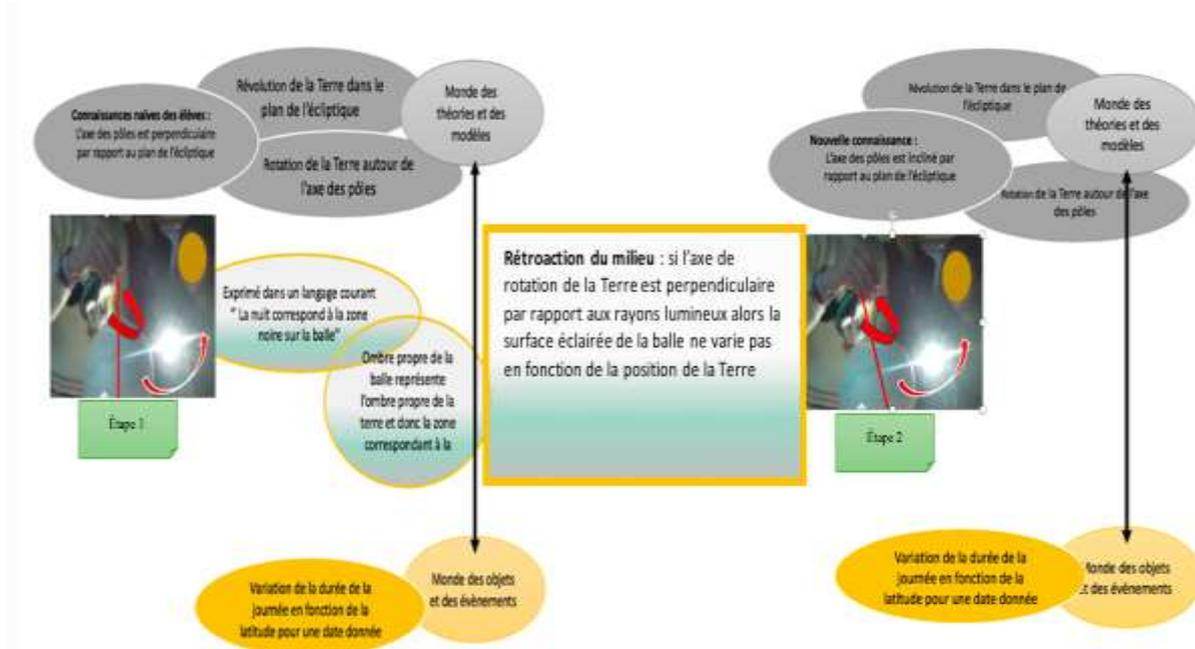 Révolution de la Terre dans le
plan de l'écliptique
Monde des
théories et des
modèles
Connaissances naïves des élèves :
L'axe des pôles est perpendiculaire
par rapport au plan de l'écliptique
Rotation de la Terre autour de
l'axe des pôles
Exprimé dans un langage courant
" La nuit correspond à la zone
noire sur la balle"
Ombre propre de la
balle représente
l'ombre propre de la
terre et donc la zone
correspondant à la
Étape 1
Rétroaction du milieu : si l'axe de
rotation de la Terre est perpendiculaire
par rapport aux rayons lumineux alors la
surface éclairée de la balle ne varie pas
en fonction de la position de la Terre
Variation de la durée de la
journée en fonction de la
latitude pour une date donnée
Monde des objets
et des évènements
Révolution de la Terre dans le plan de
l'écliptique
Monde des
théories et des
modèles
Nouvelle connaissance :
L'axe des pôles est incliné par
rapport au plan de l'écliptique
Rotation de la Terre autour de l'axe
des pôles
Étape 2
Variation de la durée de la
journée en fonction de la
latitude pour une date donnée
Monde des objets
et des évènements